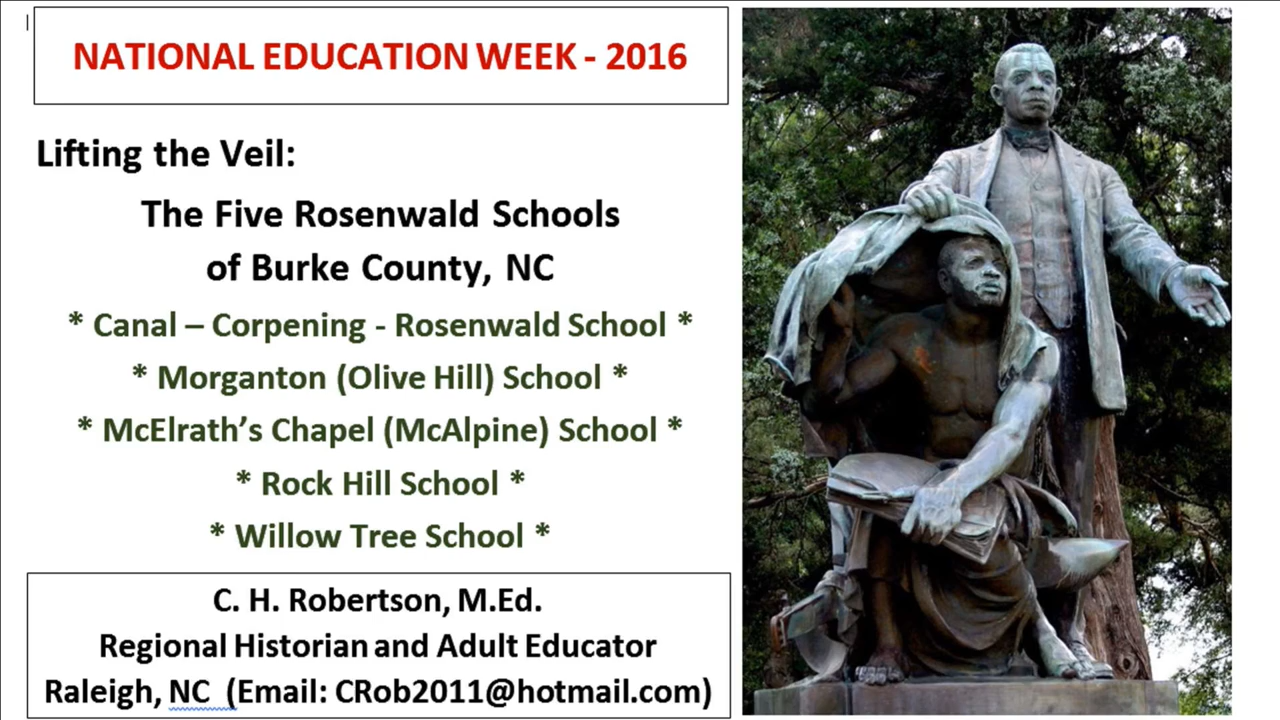 NATIONAL EDUCATION WEEK - 2016
Lifting the Veil:
The Five Rosenwald Schools
of Burke County, NC
* Canal – Corpening - Rosenwald School *
* Morganton (Olive Hill) School *
* McElrath’s Chapel (McAlpine) School *
* Rock Hill School *
* Willow Tree School *
C. H. Robertson, M.Ed.
Regional Historian and Adult Educator
Raleigh, NC (Email: CRob2011@hotmail.com)